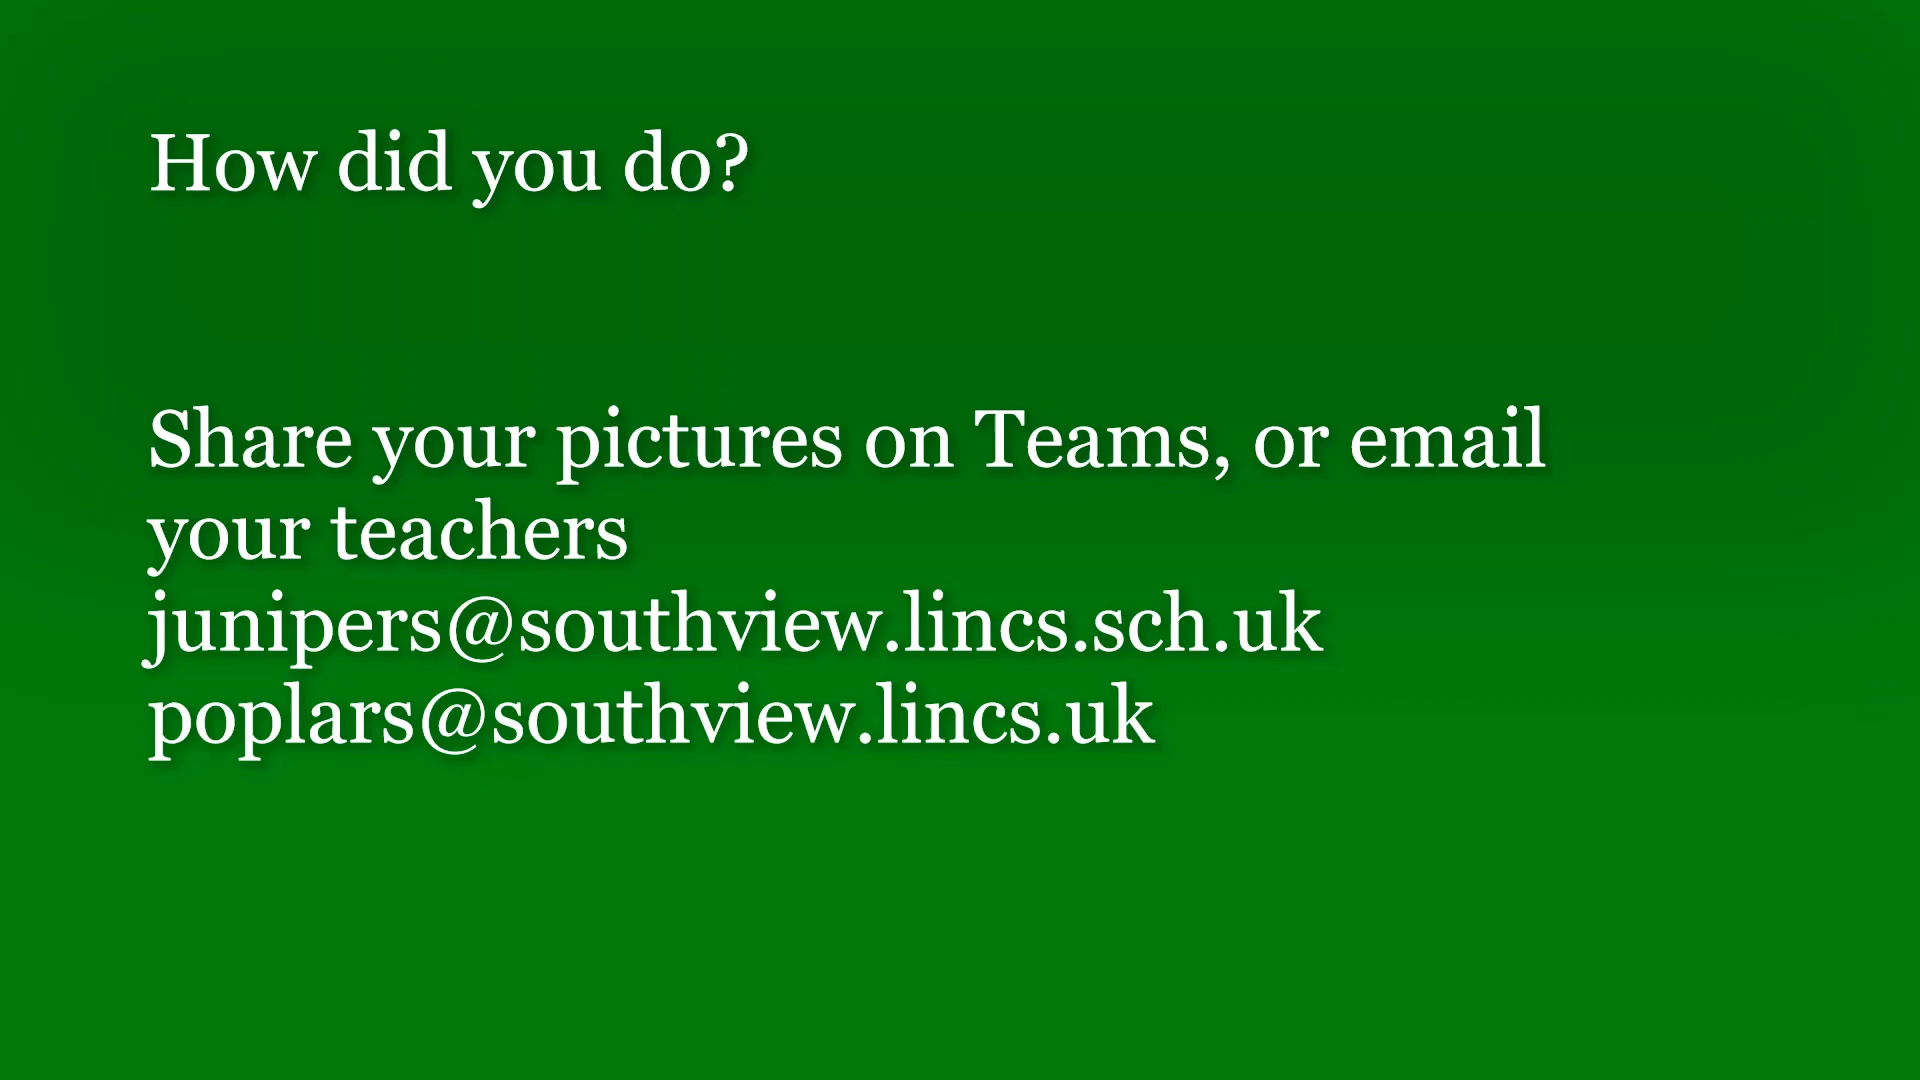 How did you do?
Share your pictures on Teams, or email
your teachers
junipers@southview.lincs.sch.uk
poplars@southview.lincs.uk